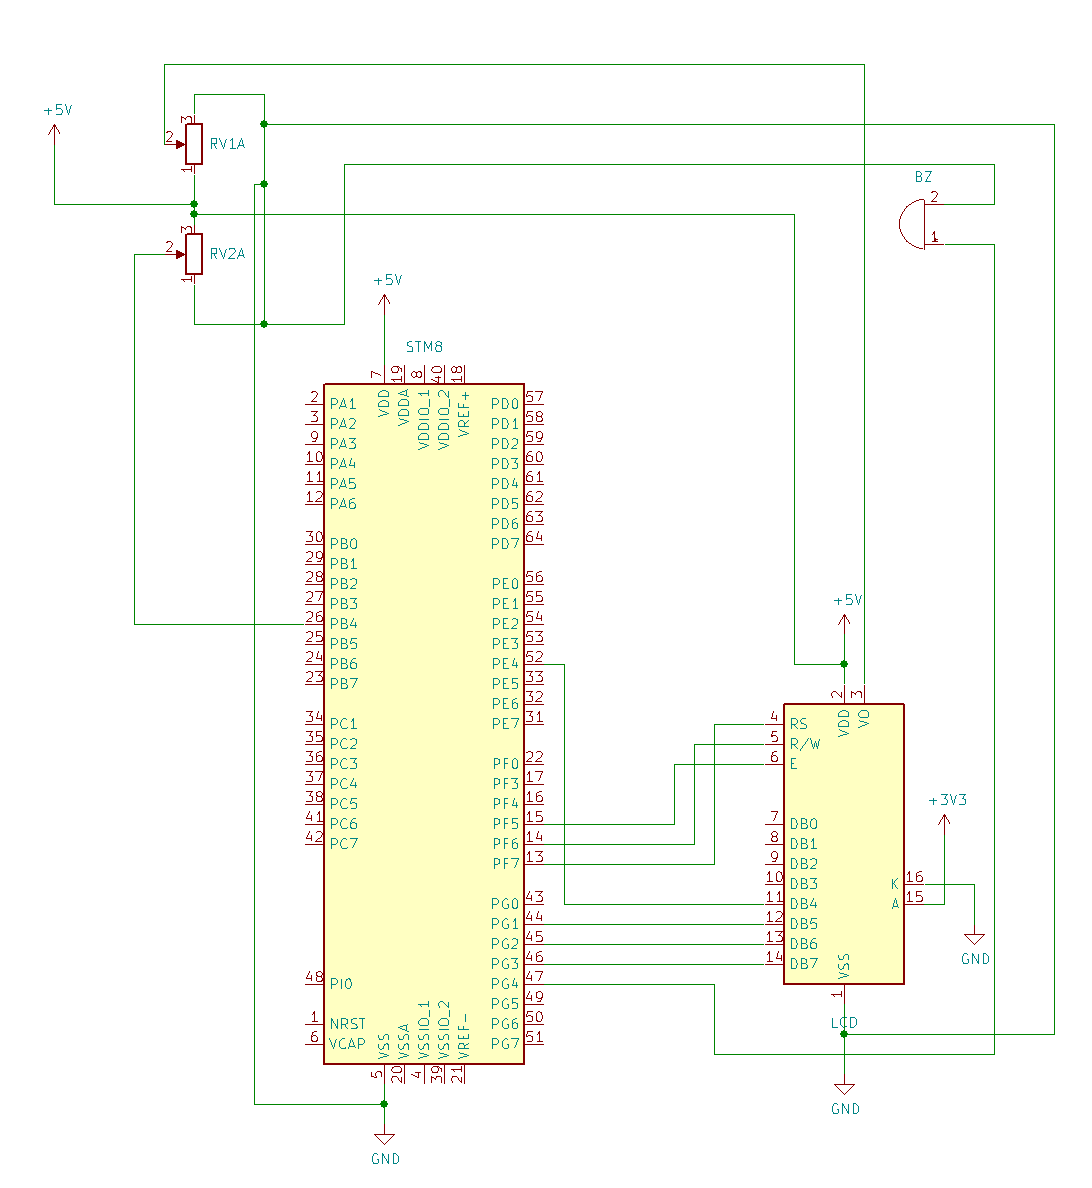 +5V
3
2
RV1A
1
BZ
2
1
3
2
RV2A
1
+5V
STM8
7 19 8 40 18
VDD VDDA VDDIO_1 VDDIO_2 VREF+
2 PA1
3 PA2
9 PA3
10 PA4
11 PA5
12 PA6
30 PB0
29 PB1
28 PB2
27 PB3
26 PB4
25 PB5
24 PB6
23 PB7
34 PC1
35 PC2
36 PC3
37 PC4
38 PC5
41 PC6
42 PC7
48 PI0
1 NRST
6 VCAP
PD0 57
PD1 58
PD2 59
PD3 60
PD4 61
PD5 62
PD6 63
PD7 64
PE0 56
PE1 55
PE2 54
PE3 53
PE4 52
PE5 33
PE6 32
PE7 31
PF0 22
PF3 17
PF4 16
PF5 15
PF6 14
PF7 13
PG0 43
PG1 44
PG2 45
PG3 46
PG4 47
PG5 49
PG6 50
PG7 51
VSS VSSA VSSIO_1 VSSIO_2 VREF-
5 20 4 39 21
GND
+5V
2 3
VDD VO
4 RS
5 R/W
6 E
7 DB0
8 DB1
9 DB2
10 DB3
11 DB4
12 DB5
13 DB6
14 DB7
+3V3
K 16
A 15
GND
VSS
1
LCD
GND